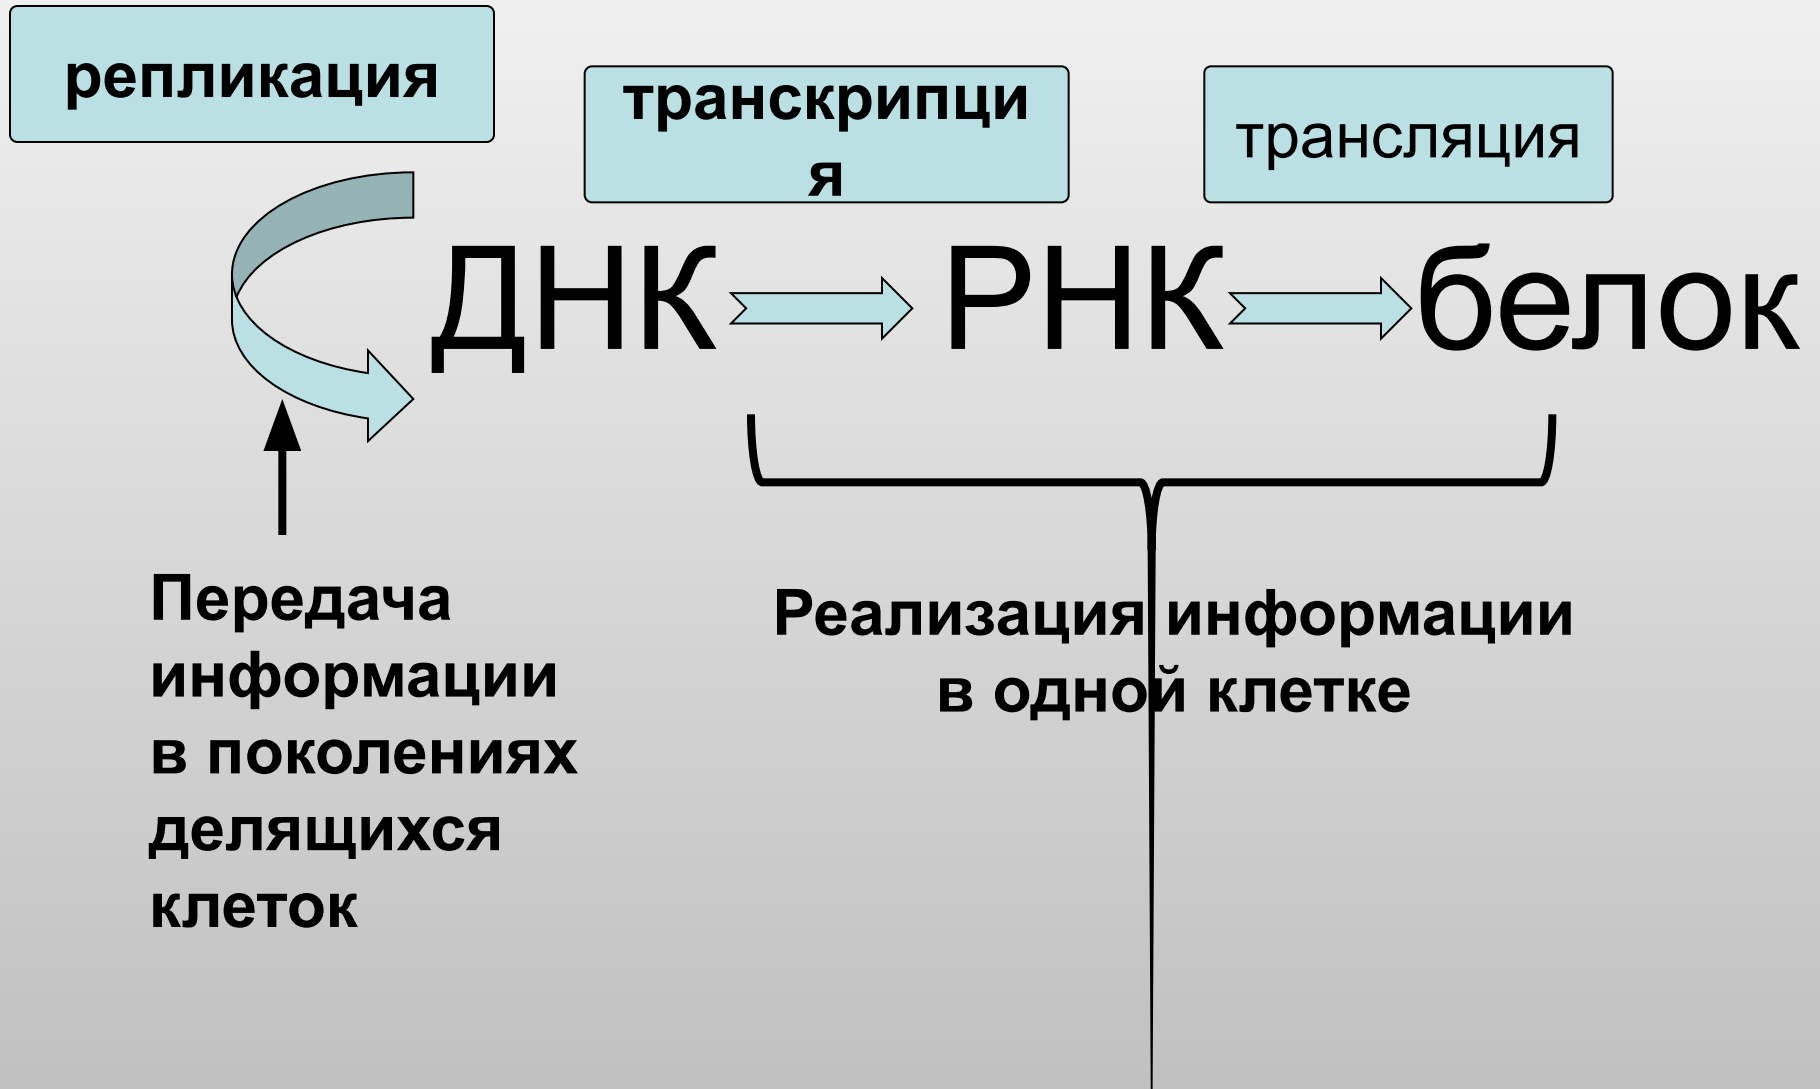 репликация
транскрипци
я
трансляция
ДНК РНК белок
Передача
информации
в поколениях
делящихся
клеток
Реализация информации
в одной клетке